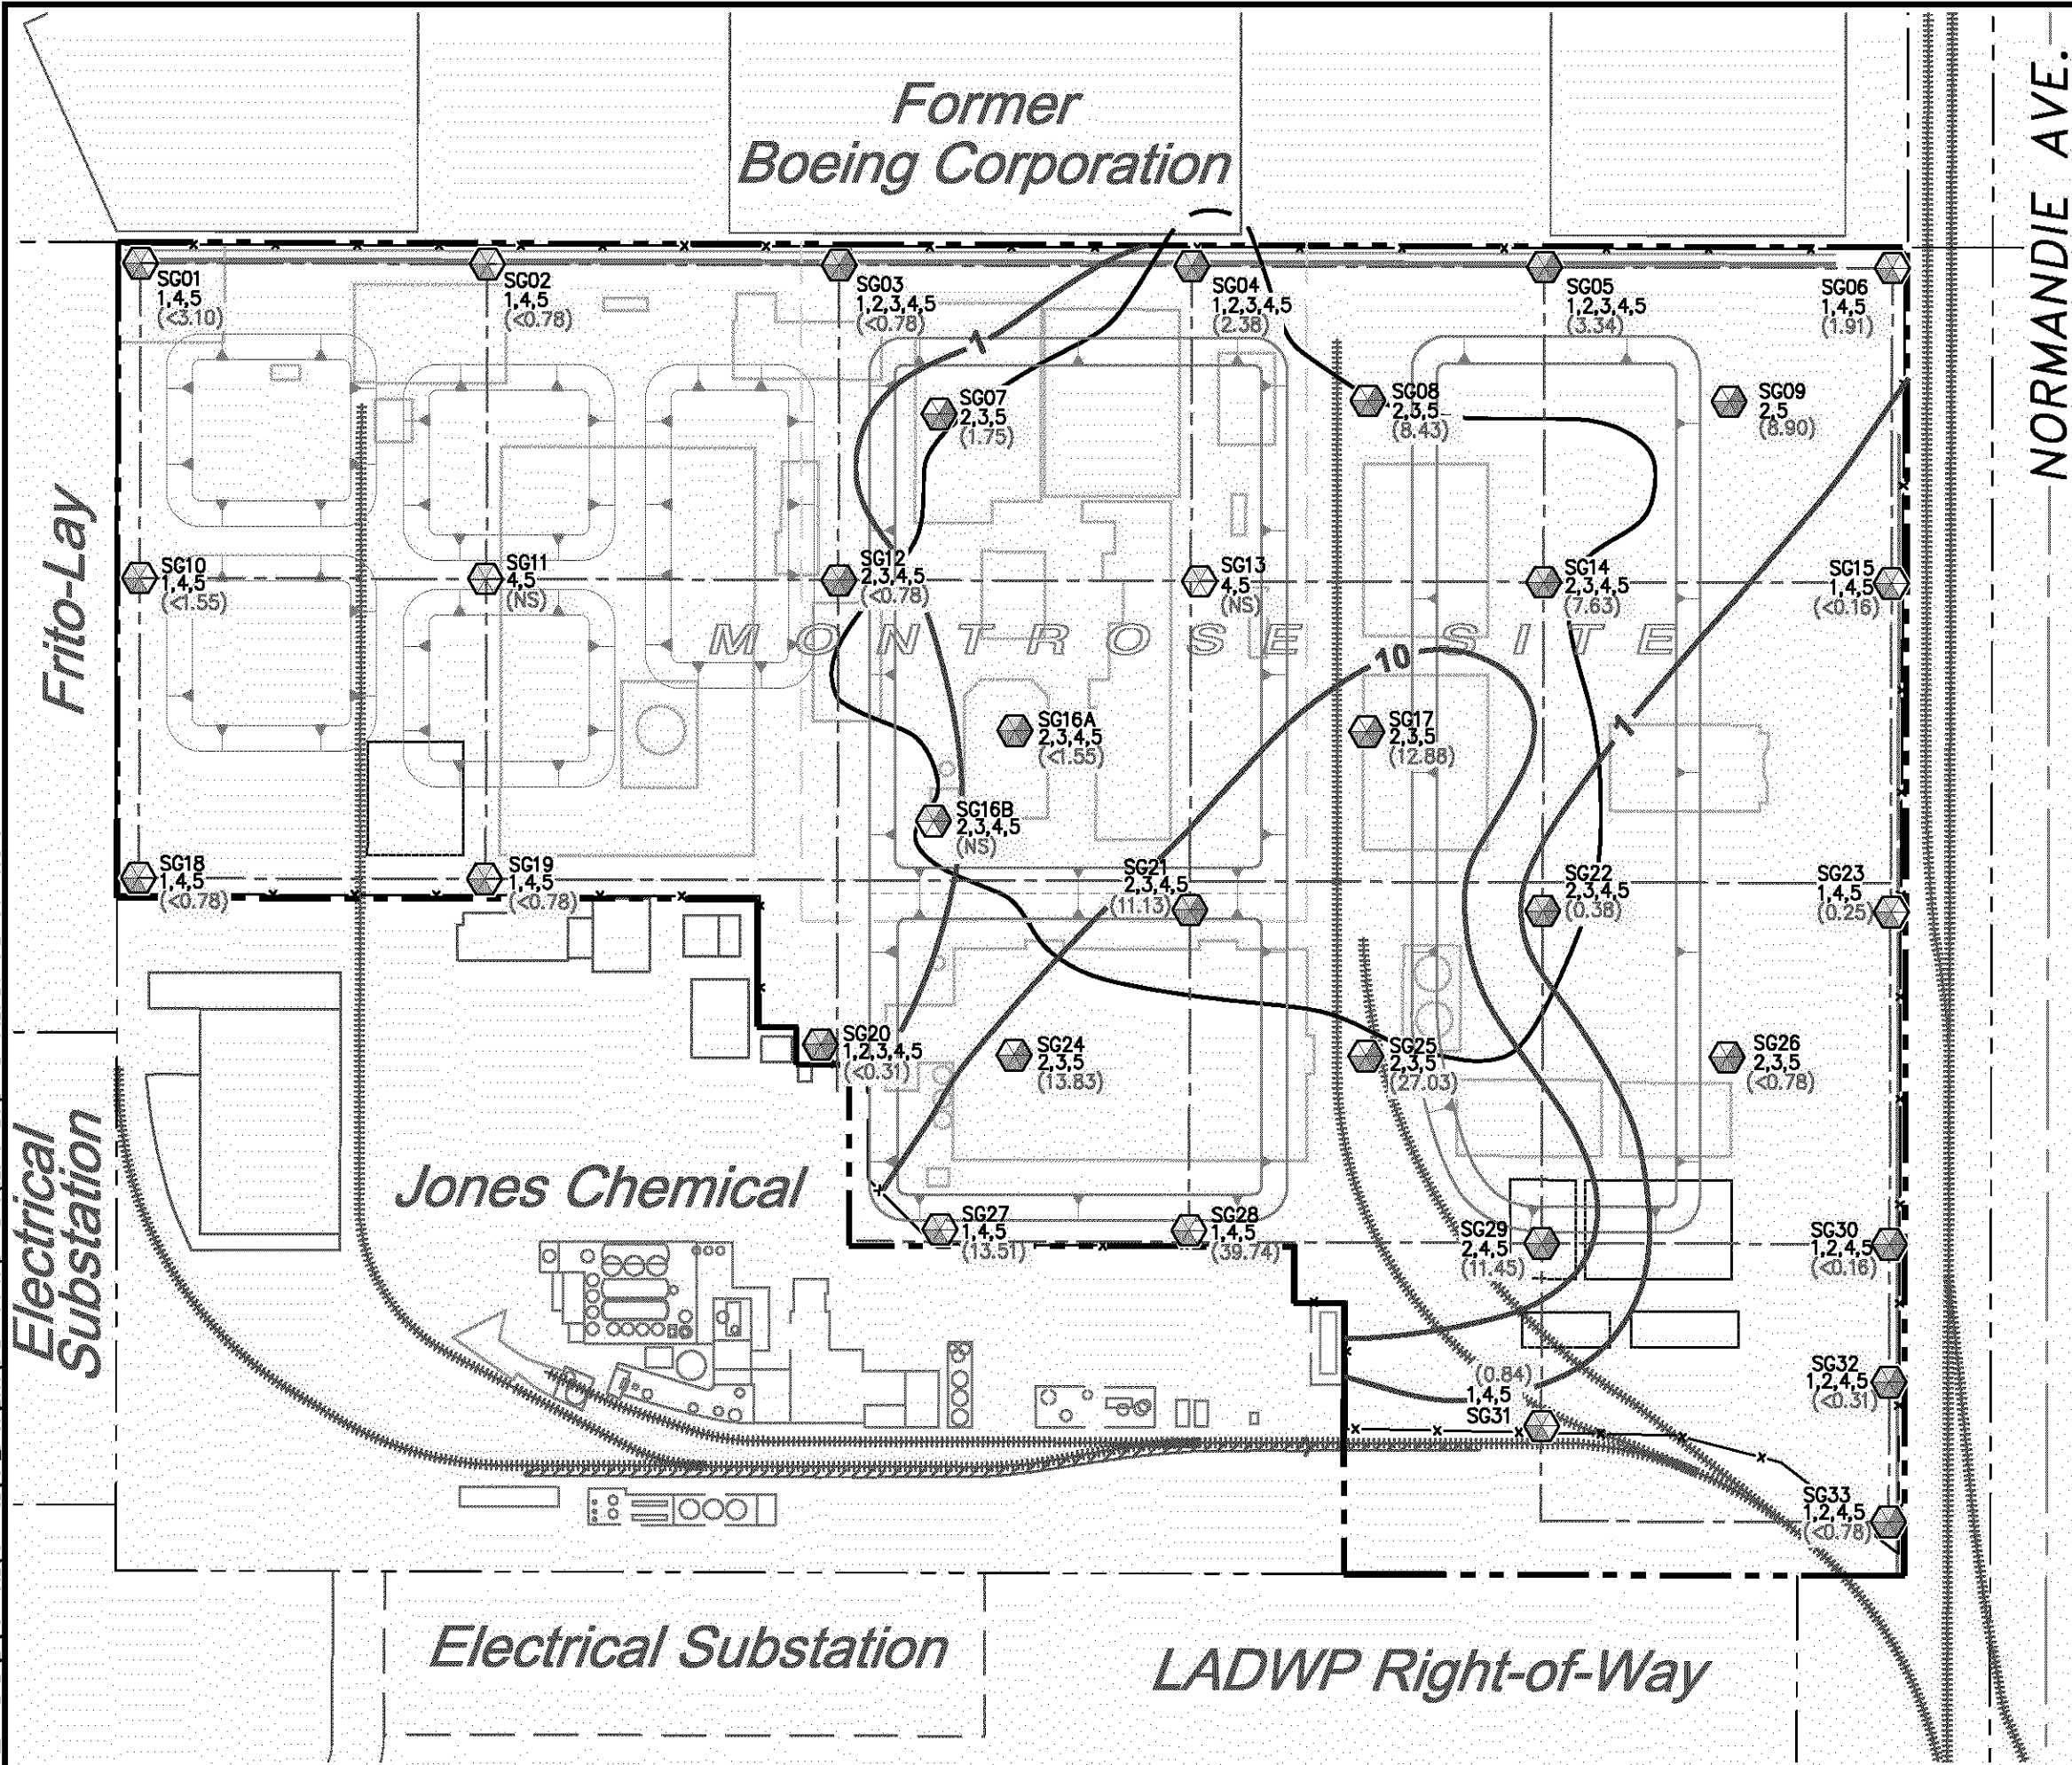 Former
Boeing Corporation
NORMANDIE AVE.
SG01
1,4,5
(<3.10)
SG02
1,4,5
(<0.78)
SG03
1,2,3,4,5
(<0.78)
SG04
1,2,3,4,5
(2.38)
SG05
1,2,3,4,5
(3.34)
SG06
1,4,5
(1.91)
1
SG07
2,3,5
(1.75)
SG08
2,3,5
(8.43)
SG09
2,5
(8.90)
Frito-Lay
SG10
1,4,5
(<1.55)
SG11
4,5
(NS)
SG12
2,3,4,5
(<0.78)
SG13
4,5
(NS)
SG14
2,3,4,5
(7.63)
SG15
1,4,5
(<0.16)
MONTROSE SITE
10
1
SG16A
2,3,4,5
(<1.55)
SG17
2,3,5
(12.88)
SG16B
2,3,4,5
(NS)
SG18
1,4,5
(<0.78)
SG19
1,4,5
(<0.78)
SG21
2,3,4,5
(11.13)
SG22
2,3,4,5
(0.38)
SG23
1,4,5
(0.25)
SG20
1,2,3,4,5
(<0.31)
SG24
2,3,5
(13.83)
SG25
2,3,5
(27.03)
SG26
2,3,5
(<0.78)
Electrical
Substation
Jones Chemical
SG27
1,4,5
(13.51)
SG28
1,4,5
(39.74)
SG29
2,4,5
(11.45)
SG30
1,2,4,5
(<0.16)
(0.84)
1,4,5
SG31
SG32
1,2,4,5
(<0.31)
SG33
1,2,4,5
(<0.78)
Electrical Substation
LADWP Right-of-Way